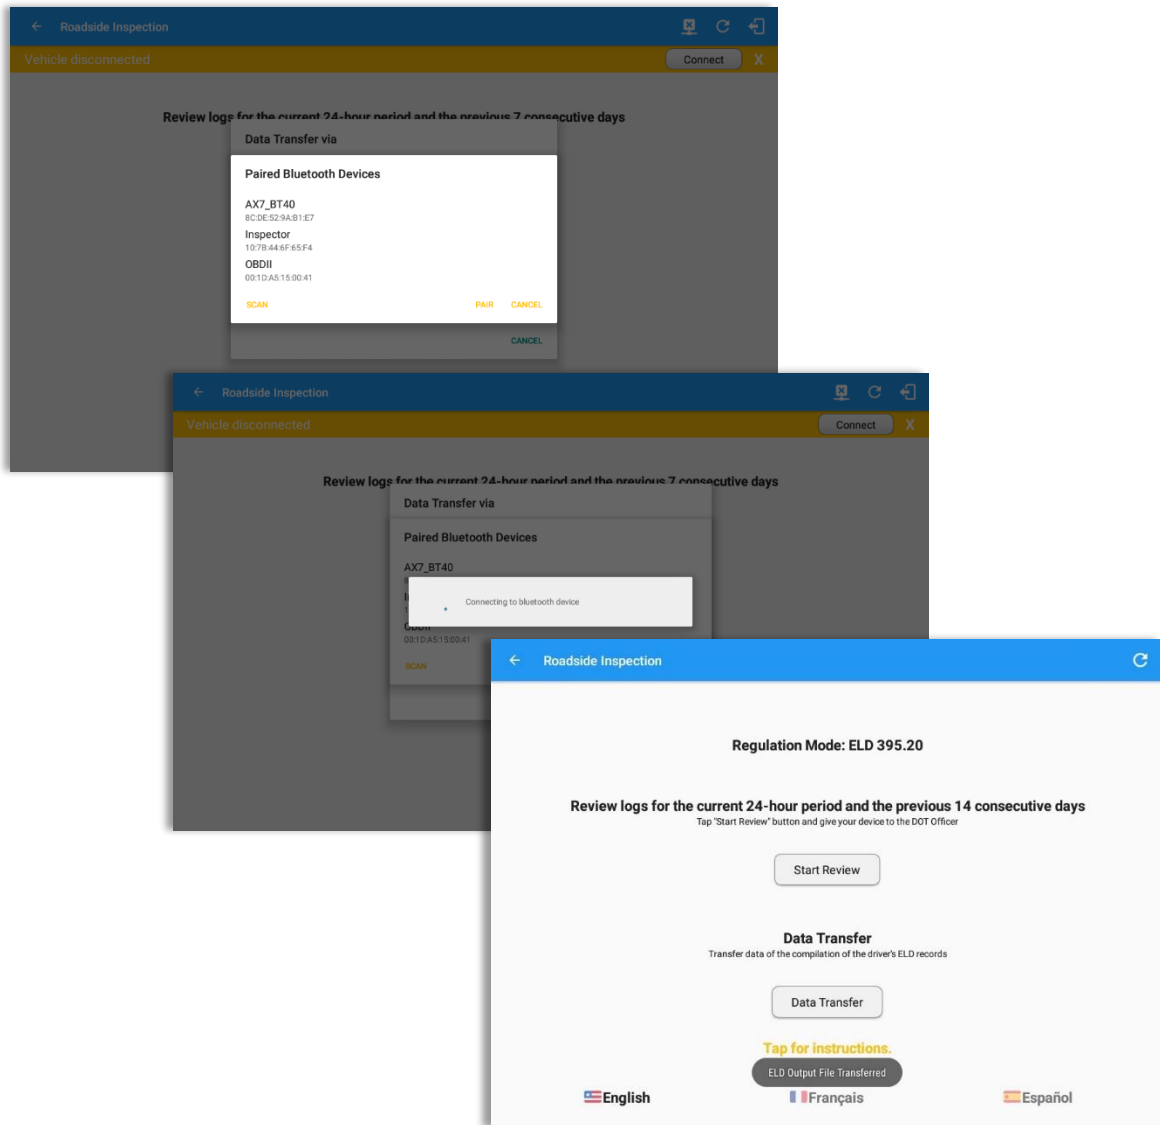 Roadside Inspection
Vehicle disconnected
Connect X
Review logs for the current 24-hour period and the previous 7 consecutive days
Data Transfer via
Paired Bluetooth Devices
AX7_BT40
8C:DE:52:9A:B1:E7
Inspector
10:7B:44:6F:65:F4
OBDII
00:1D:A5:15:00:41
SCAN PAIR CANCEL
CANCEL
Roadside Inspection
Vehicle disconnected
Connect X
Review logs for the current 24-hour period and the previous 7 consecutive days
Data Transfer via
Paired Bluetooth Devices
AX7_BT40
Connecting to bluetooth device
OBDII
00:1D:A5:15:00:41
SCAN
Roadside Inspection
Regulation Mode: ELD 395.20
Review logs for the current 24-hour period and the previous 14 consecutive days
Tap "Start Review" button and give your device to the DOT Officer
Start Review
Data Transfer
Transfer data of the compilation of the driver's ELD records
Data Transfer
Tap for instructions.
ELD Output File Transferred
English Français Español